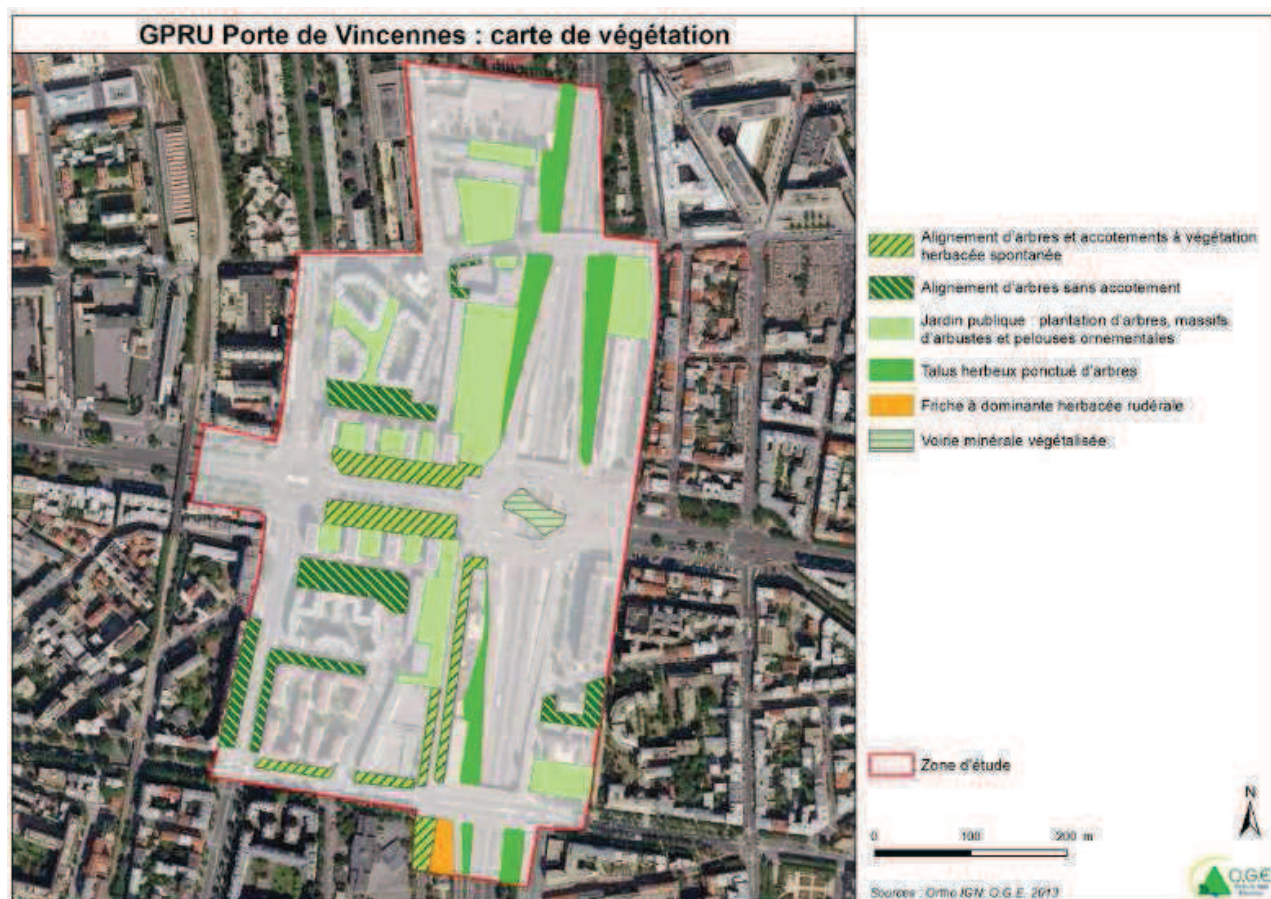 GPRU Porte de Vincennes : carte de végétation
Alignement d'arbres et accotements à végétation
herbacée spontanée
Alignement d'arbres sans accotement
Jardin publique : plantation d'arbres, massifs
d'arbustes et pelouses ornementales
Talus herbeux ponctué d'arbres
Friche à dominante herbacée rudérale
Voirie minérale végétalisée
Zone d'étude
N
0 100 200 m
Sources : Ortho IGN, O.G.E. 2013
O.G.E